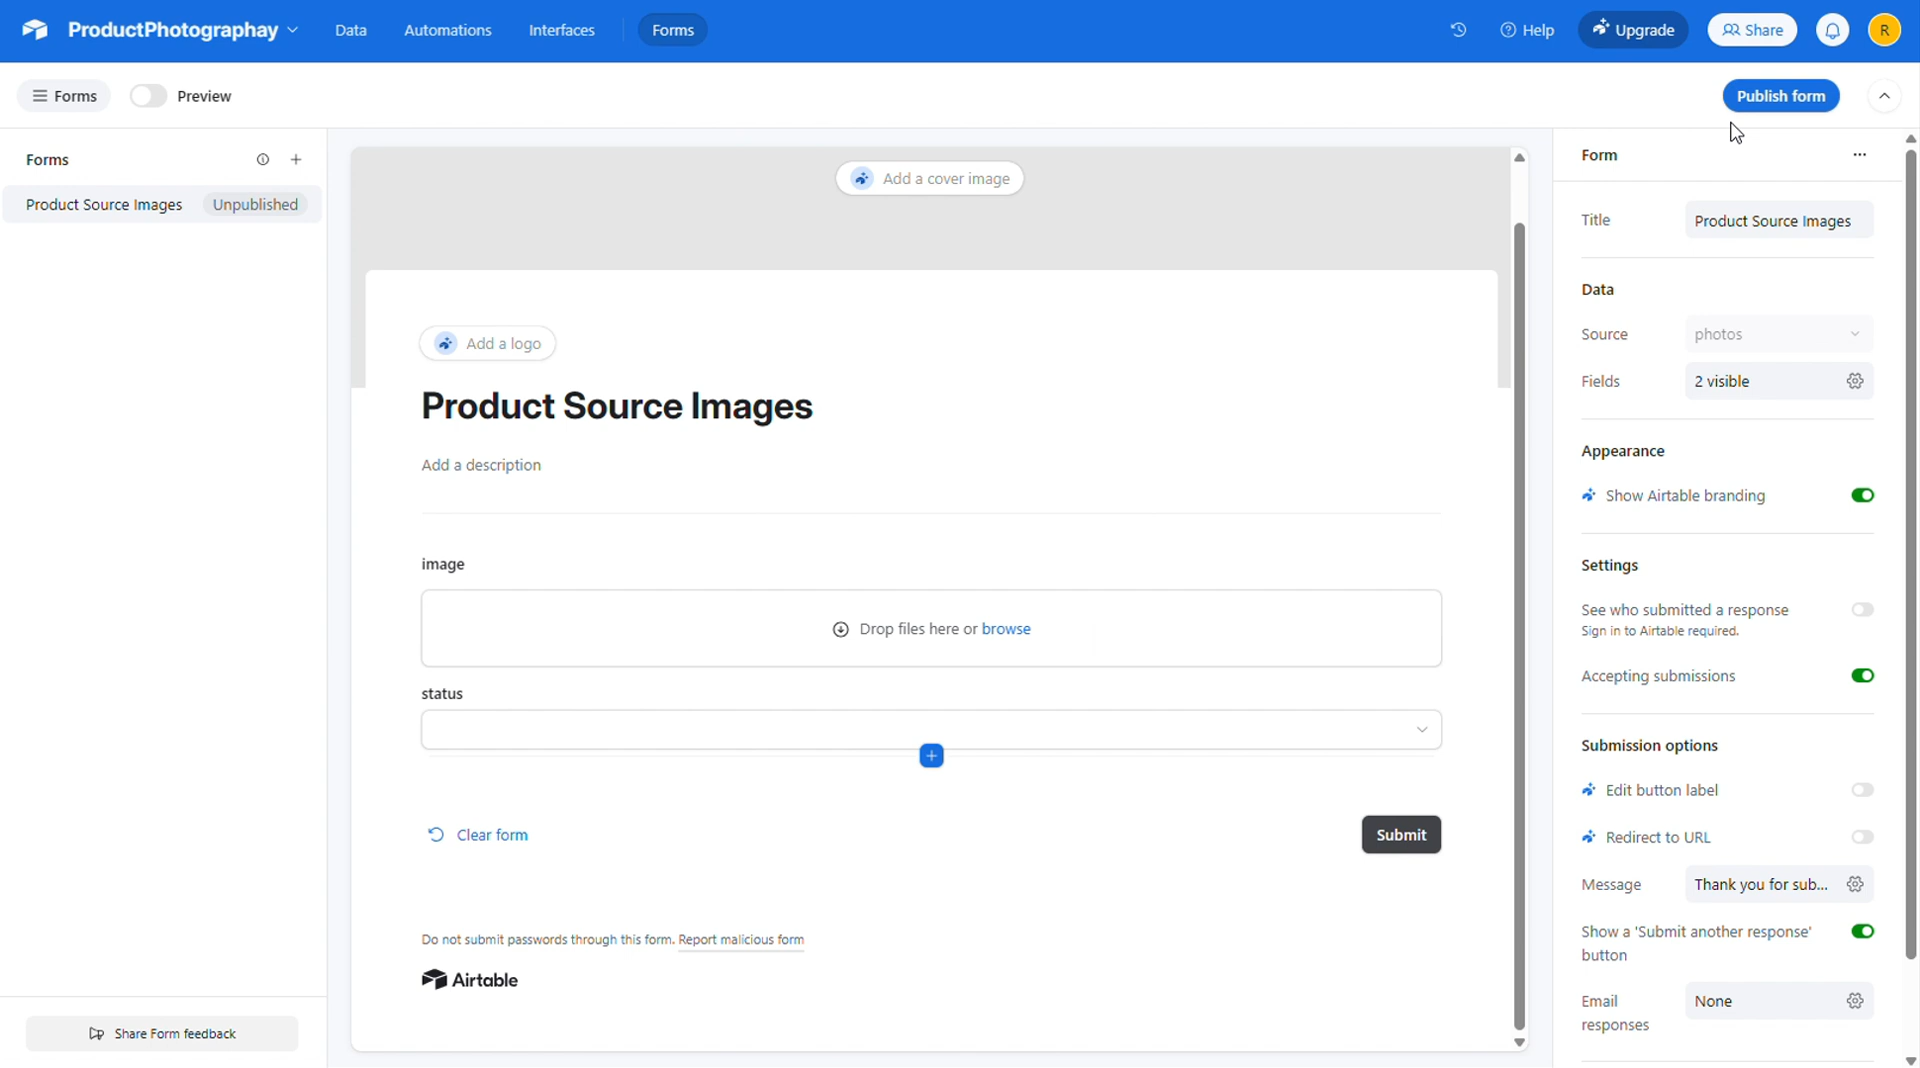 ProductPhotographay
Data
Automations
Interfaces
Forms
Help
Upgrade
Share
R
Forms
Preview
Publish form
Forms
Product Source Images
Unpublished
Share Form feedback
Add a cover image
Add a logo
Product Source Images
Add a description
image
Drop files here or browse
status
Clear form
Submit
Do not submit passwords through this form. Report malicious form
Airtable
Form
Title
Product Source Images
Data
Source
photos
Fields
2 visible
Appearance
Show Airtable branding
Settings
See who submitted a response
Sign in to Airtable required.
Accepting submissions
Submission options
Edit button label
Redirect to URL
Message
Thank you for sub...
Show a 'Submit another response'
button
Email
responses
None